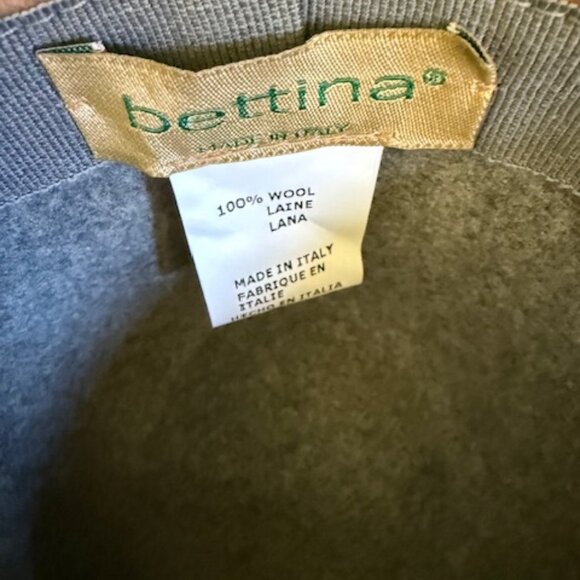 bettina®
MADE IN ITALY
100% WOOL
LAINE
LANA
MADE IN ITALY
FABRIQUE EN
ITALIE
HECHO EN ITALIA